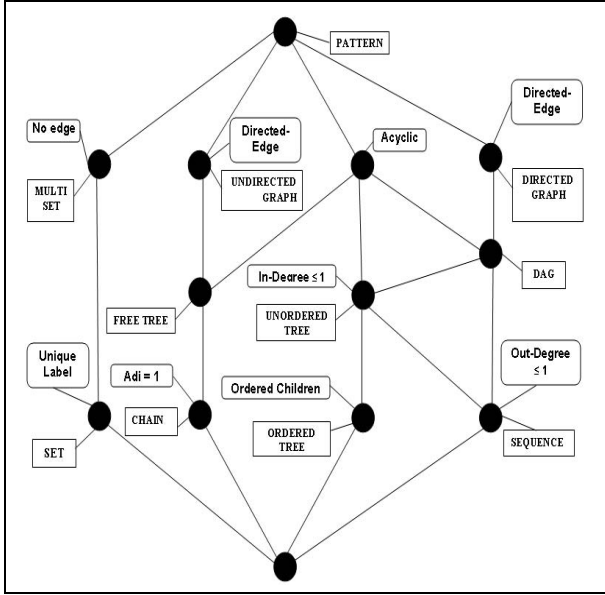 PATTERN
Directed-
Edge
No edge
Directed-
Edge
Acyclic
MULTI
SET
UNDIRECTED
GRAPH
DIRECTED
GRAPH
In-Degree ≤ 1
DAG
FREE TREE
UNORDERED
TREE
Unique
Label
Adi = 1
Ordered Children
Out-Degree
≤ 1
CHAIN
ORDERED
TREE
SEQUENCE
SET